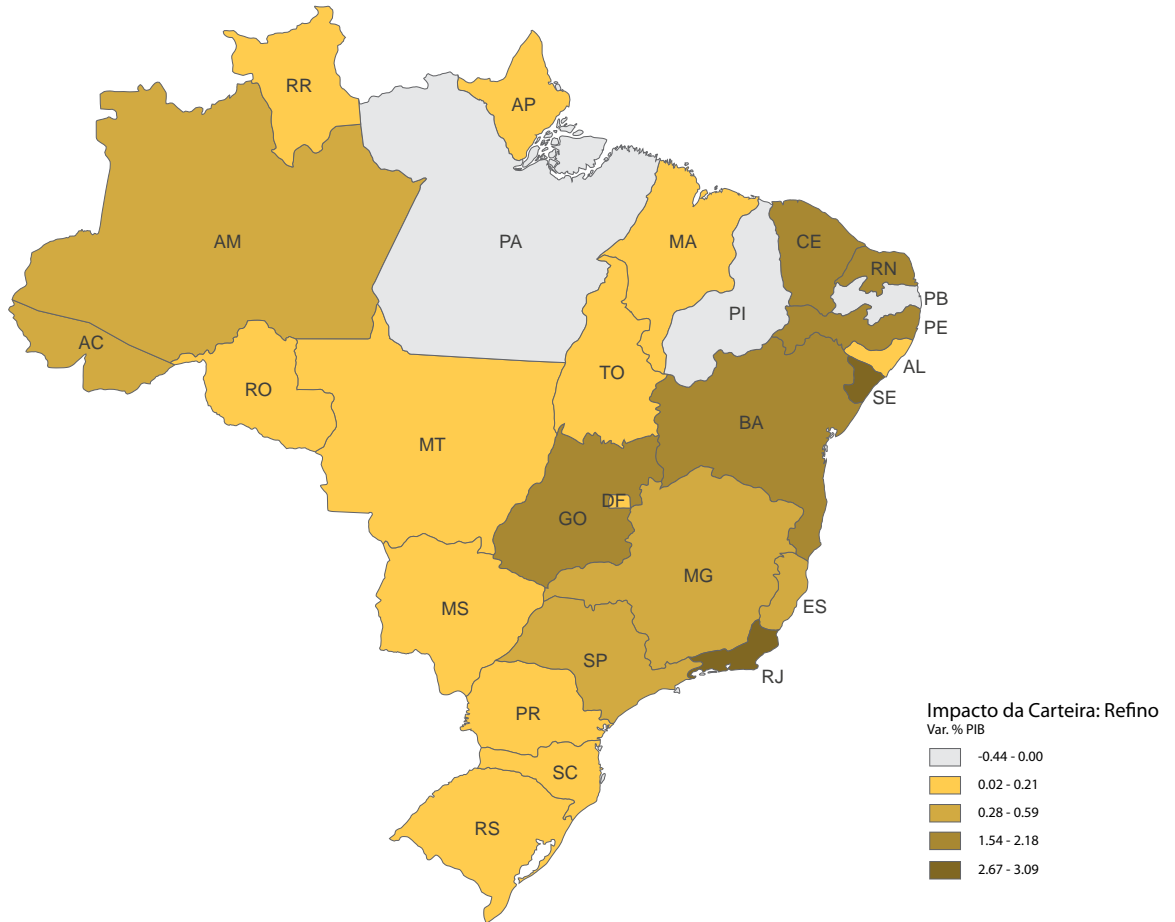 RR
AP
AM
PA
MA
CE
RN
PB
PI
PE
AC
AL
TO
RO
SE
BA
MT
DF
GO
MG
MS
ES
SP
RJ
PR
SC
RS
Impacto da Carteira: Refino
Var. % PIB
-0.44 - 0.00
0.02 - 0.21
0.28 - 0.59
1.54 - 2.18
2.67 - 3.09